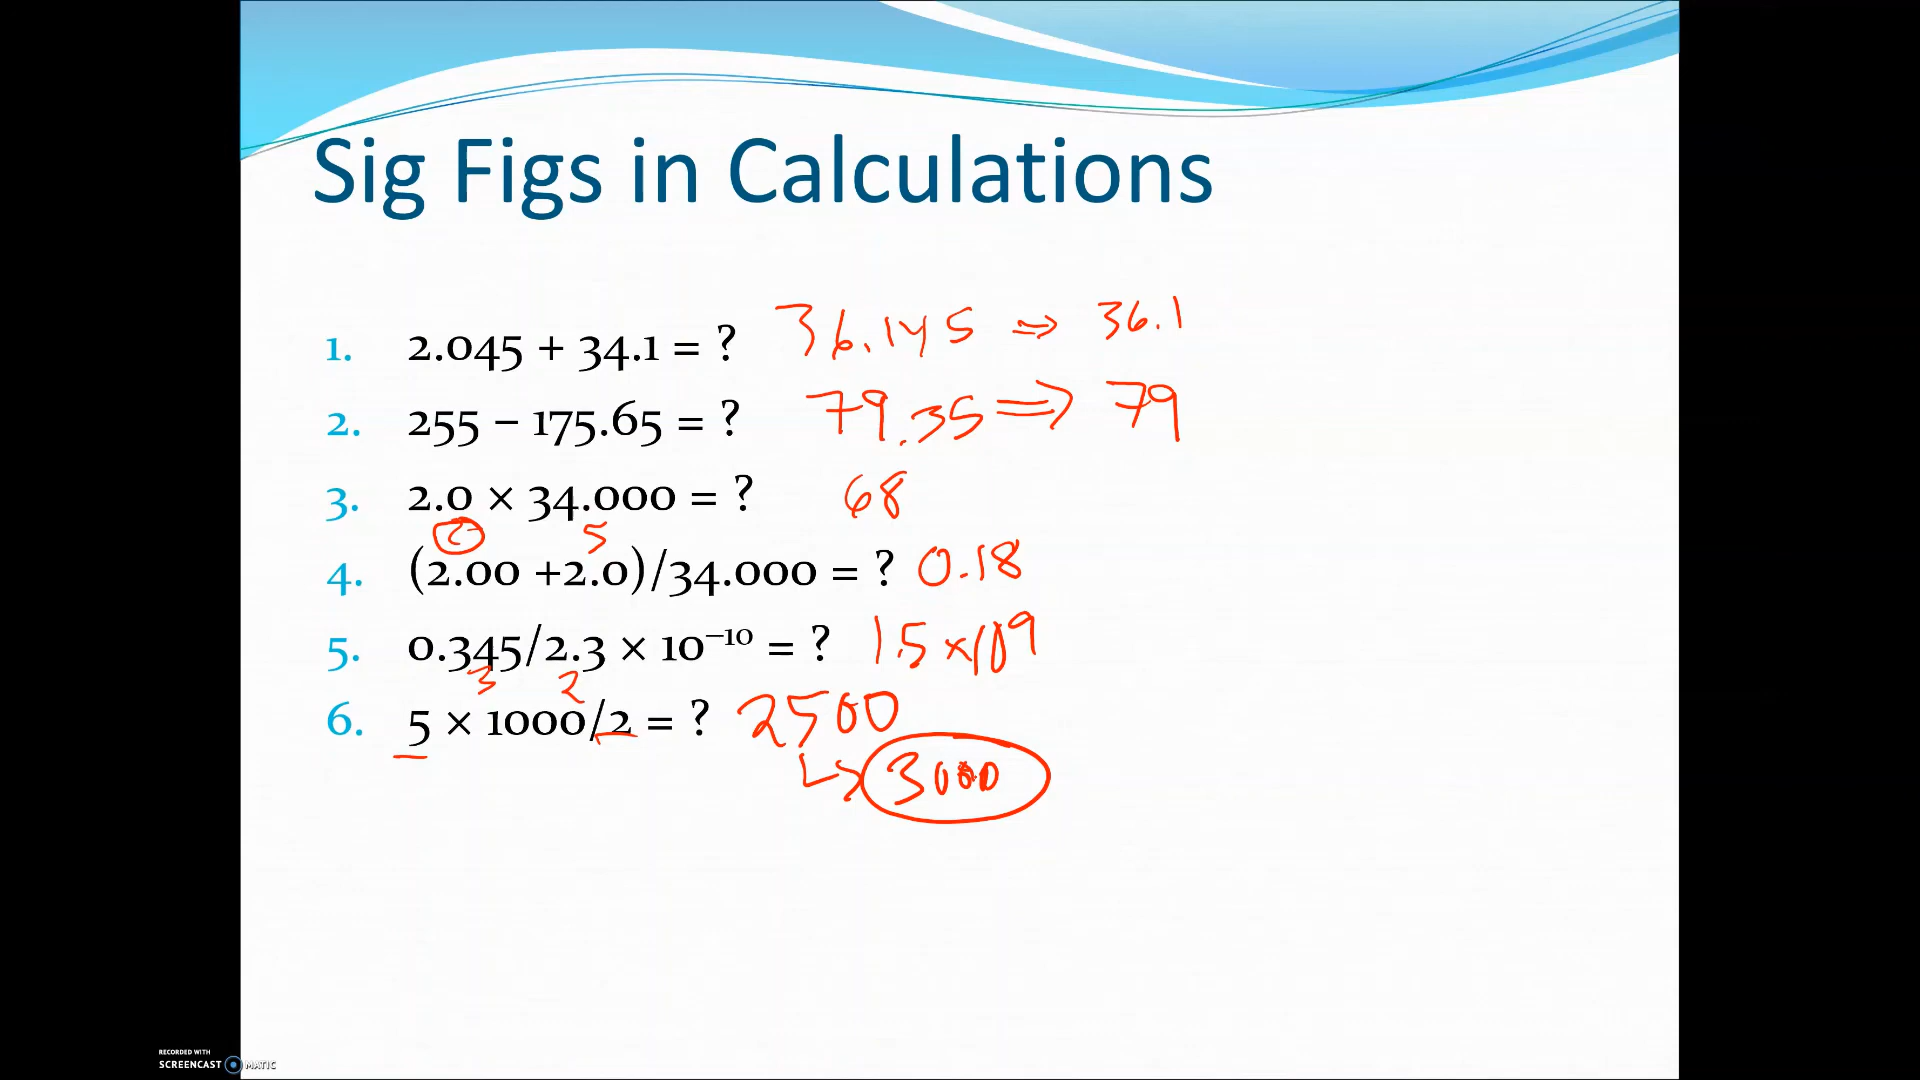 Sig Figs in Calculations
1. 2.045 + 34.1 = ? 36.145 ⇒ 36.1
2. 255 − 175.65 = ? 79.35 ⇒ 79
3. 2.0 × 34.000 = ? 68
2 5
4. (2.00 +2.0)/34.000 = ? 0.18
5. 0.345/2.3 × 10⁻¹⁰ = ? 1.5 x10⁹
3 2
6. 5 × 1000/2 = ? 2500
↳ 3000
RECORDED WITH
SCREENCAST MATIC